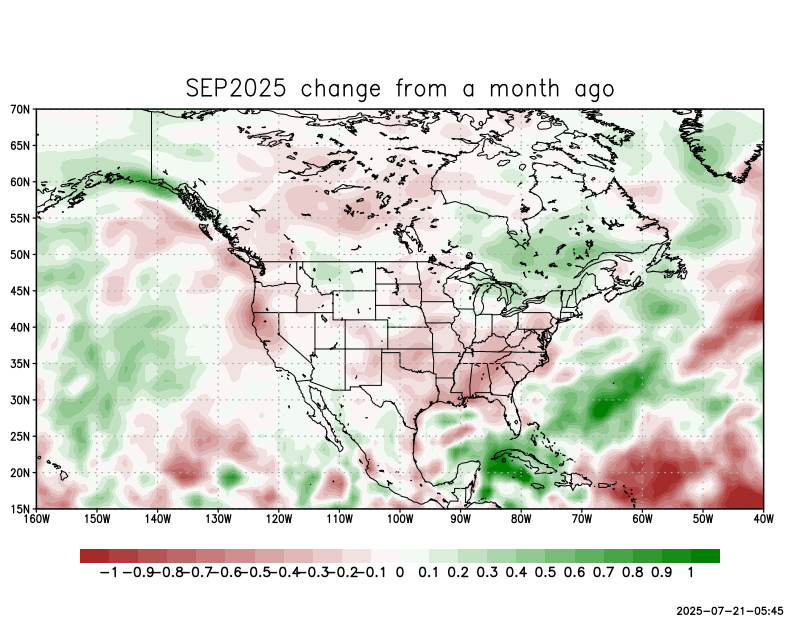 SEP2025 change from a month ago
70N
65N
60N
55N
50N
45N
40N
35N
30N
25N
20N
15N
160W 150W 140W 130W 120W 110W 100W 90W 80W 70W 60W 50W 40W
−1 −0.9 −0.8 −0.7 −0.6 −0.5 −0.4 −0.3 −0.2 −0.1 0 0.1 0.2 0.3 0.4 0.5 0.6 0.7 0.8 0.9 1
2025−07−21−05:45